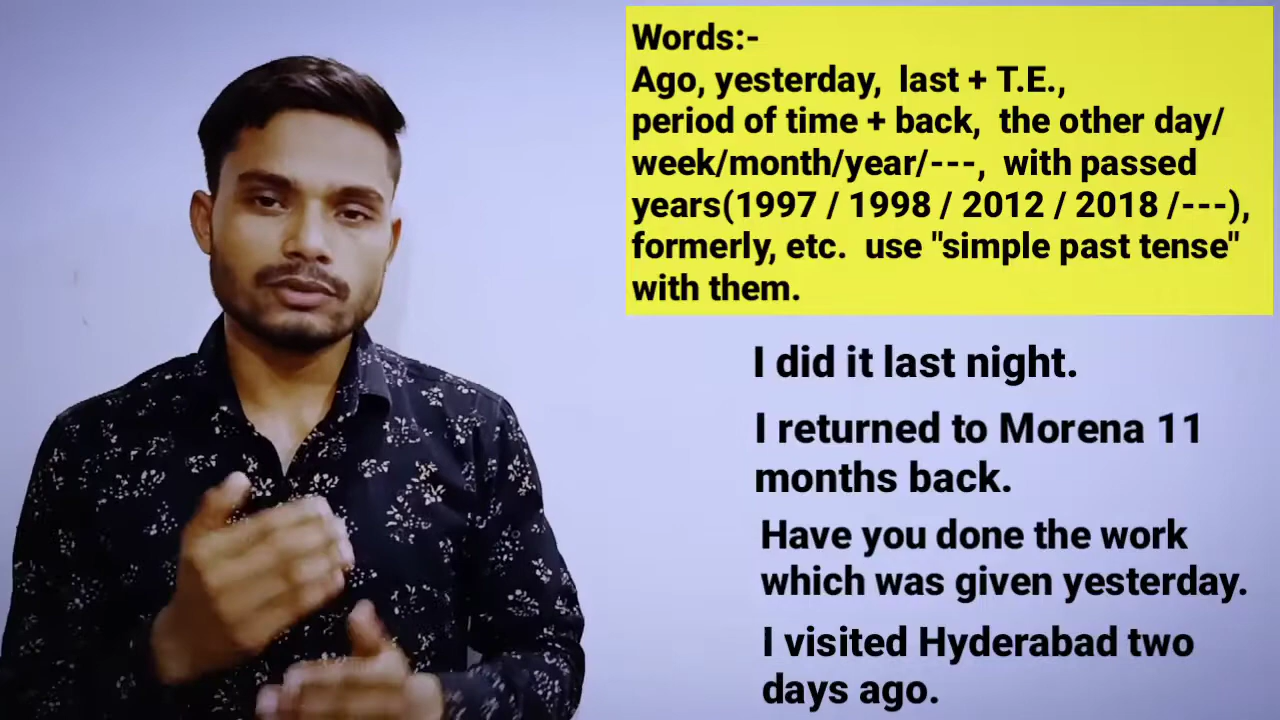 Words:-
Ago, yesterday, last + T.E.,
period of time + back, the other day/
week/month/year/---, with passed
years(1997 / 1998 / 2012 / 2018 /---),
formerly, etc. use "simple past tense"
with them.
I did it last night.
I returned to Morena 11
months back.
Have you done the work
which was given yesterday.
I visited Hyderabad two
days ago.